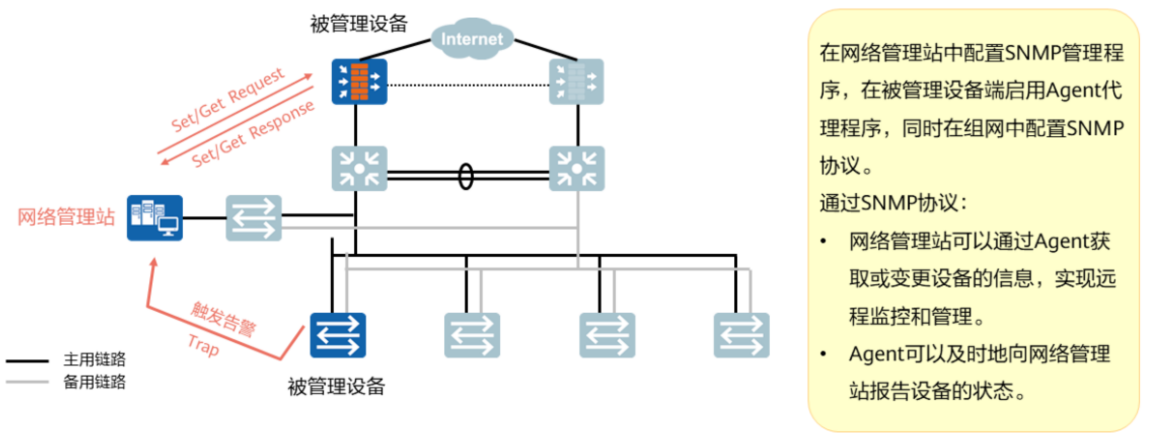 被管理设备
Internet
Set/Get Request
Set/Get Response
网络管理站
触发告警
Trap
主用链路
备用链路
被管理设备
在网络管理站中配置SNMP管理程
序，在被管理设备端启用Agent代
理程序，同时在组网中配置SNMP
协议。
通过SNMP协议：
• 网络管理站可以通过Agent获
取或变更设备的信息，实现远
程监控和管理。
• Agent可以及时地向网络管理
站报告设备的状态。